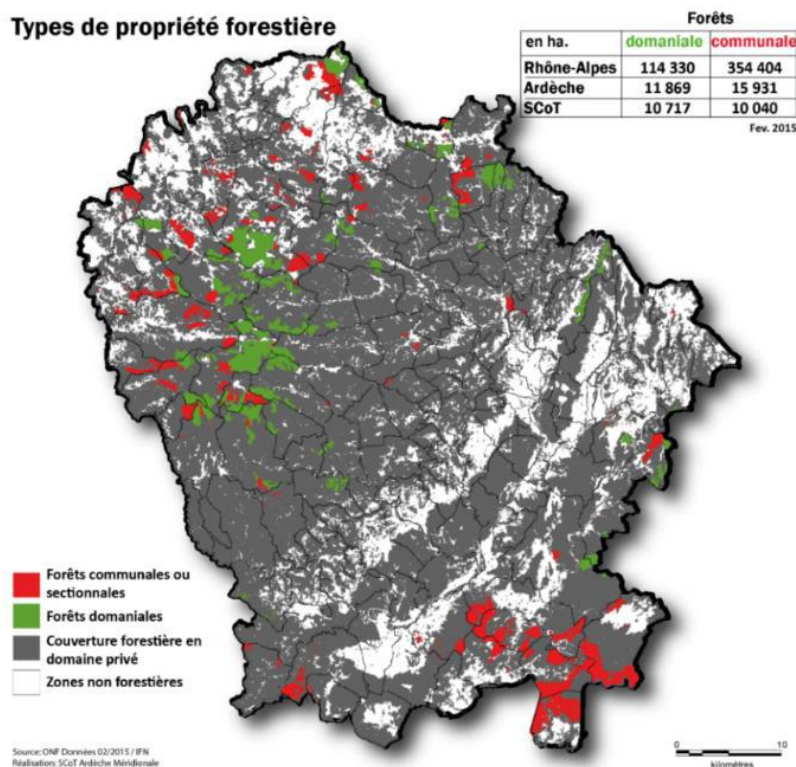 Types de propriété forestière
Forêts
en ha. domaniale communale
Rhône-Alpes 114 330 354 404
Ardèche 11 869 15 931
SCoT 10 717 10 040
Fev. 2015
Forêts communales ou
sectionnales
Forêts domaniales
Couverture forestière en
domaine privé
Zones non forestières
Source: ONF Données 02/2015 / IFN
Réalisation: SCoT Ardèche Méridionale
0 10
kilomètres